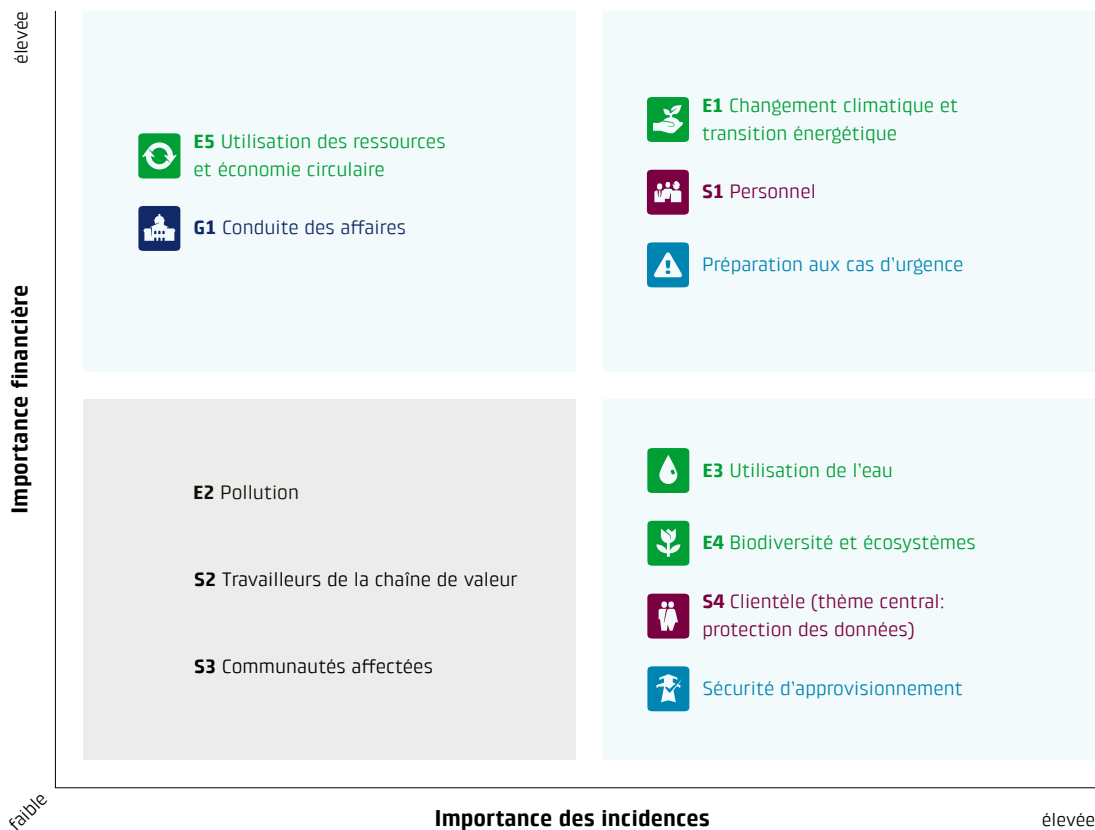 élevée
Importance financière
E5 Utilisation des ressources
et économie circulaire
G1 Conduite des affaires
E1 Changement climatique et
transition énergétique
S1 Personnel
Préparation aux cas d’urgence
E2 Pollution
S2 Travailleurs de la chaîne de valeur
S3 Communautés affectées
E3 Utilisation de l’eau
E4 Biodiversité et écosystèmes
S4 Clientèle (thème central:
protection des données)
Sécurité d’approvisionnement
faible
Importance des incidences
élevée